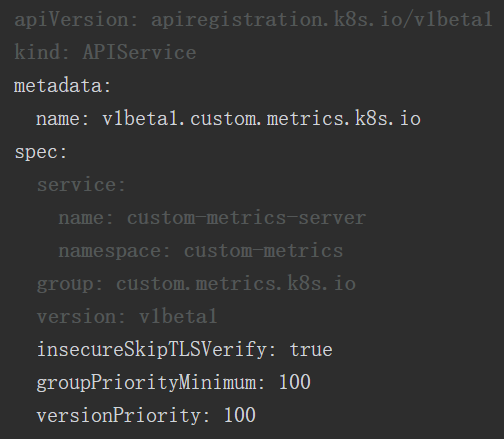 apiVersion: apiregistration.k8s.io/v1beta1
kind: APIService
metadata:
  name: v1beta1.custom.metrics.k8s.io
spec:
  service:
    name: custom-metrics-server
    namespace: custom-metrics
  group: custom.metrics.k8s.io
  version: v1beta1
  insecureSkipTLSVerify: true
  groupPriorityMinimum: 100
  versionPriority: 100